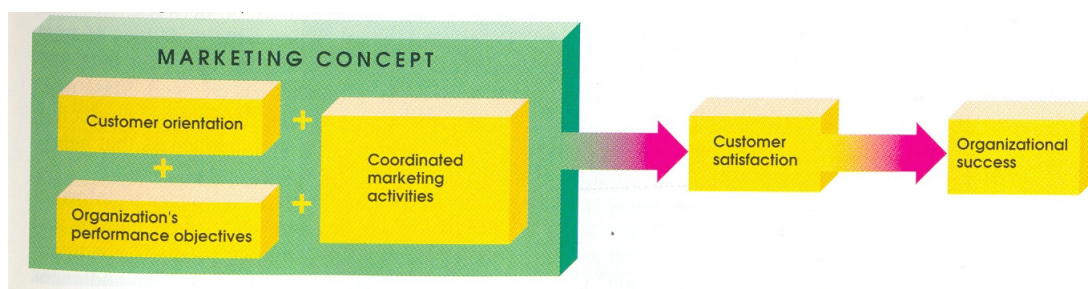 MARKETING CONCEPT
Customer orientation
+
+
Coordinated
marketing
activities
+
Organization's
performance objectives
Customer
satisfaction
Organizational
success